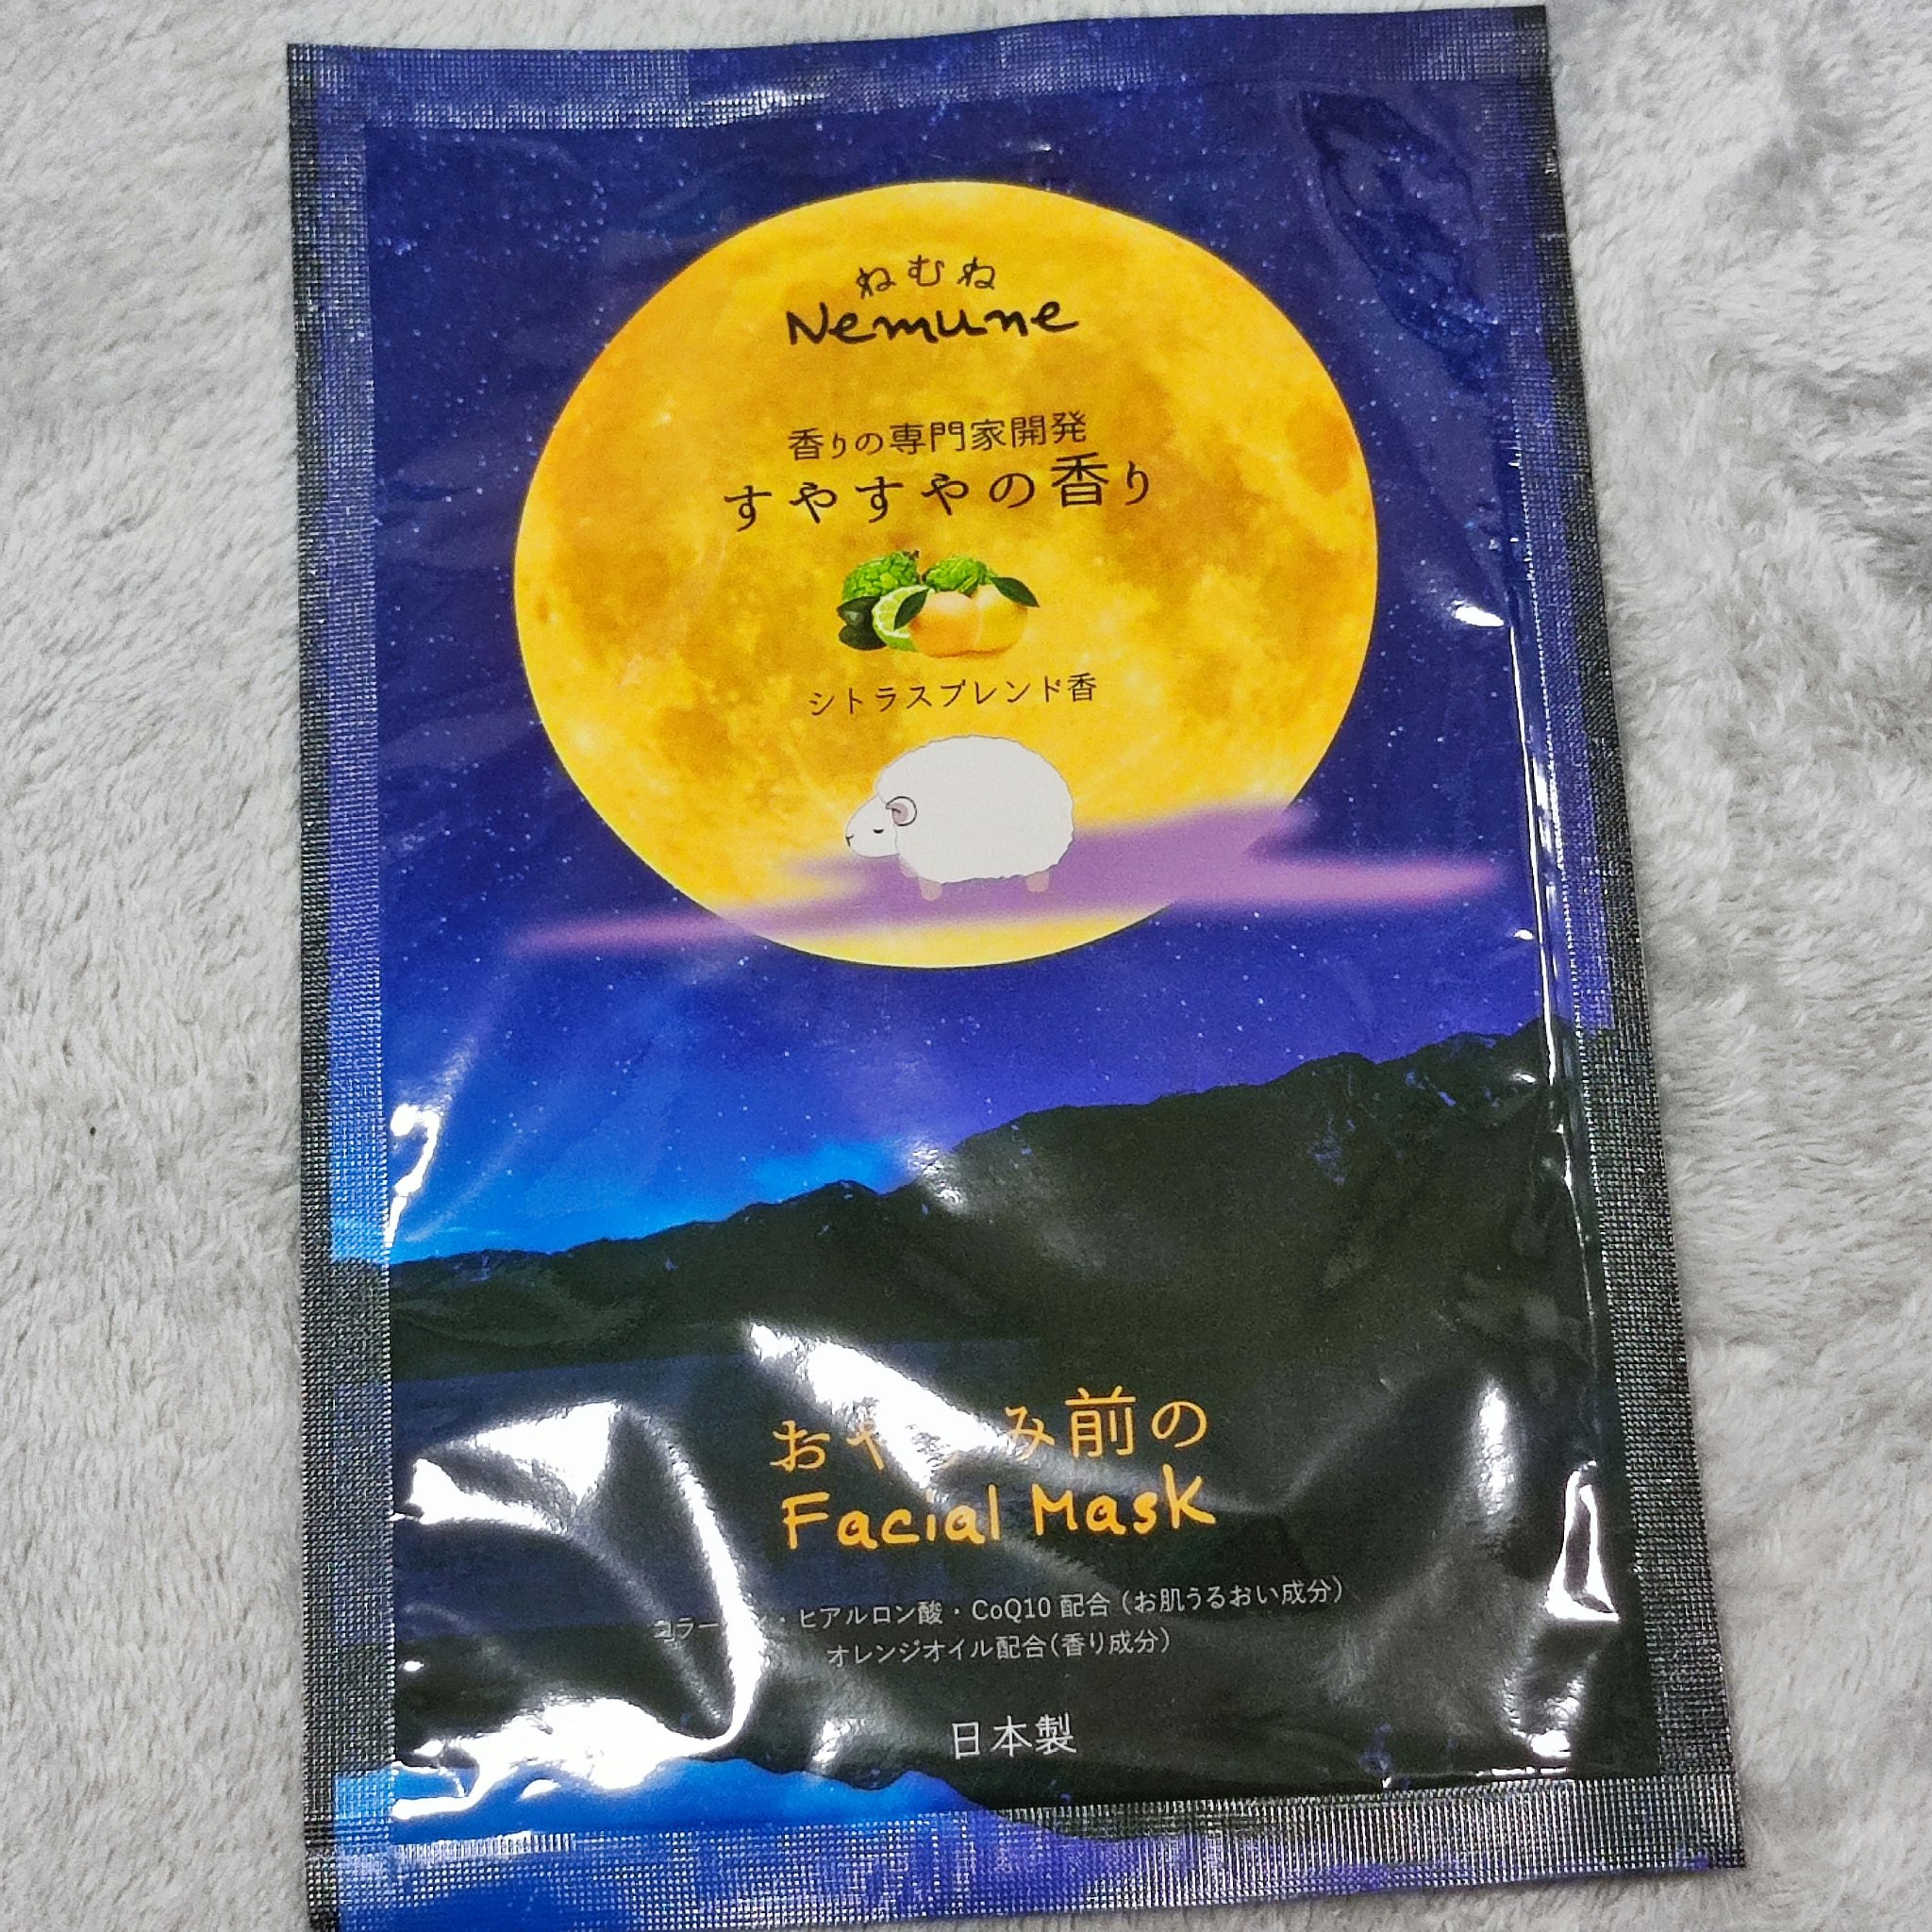 ねむね
Nemune
香りの専門家開発
すやすやの香り
シトラスブレンド香
おやすみ前の
Facial Mask
コラーゲン・ヒアルロン酸・CoQ10 配合（お肌うるおい成分）
オレンジオイル配合（香り成分）
日本製